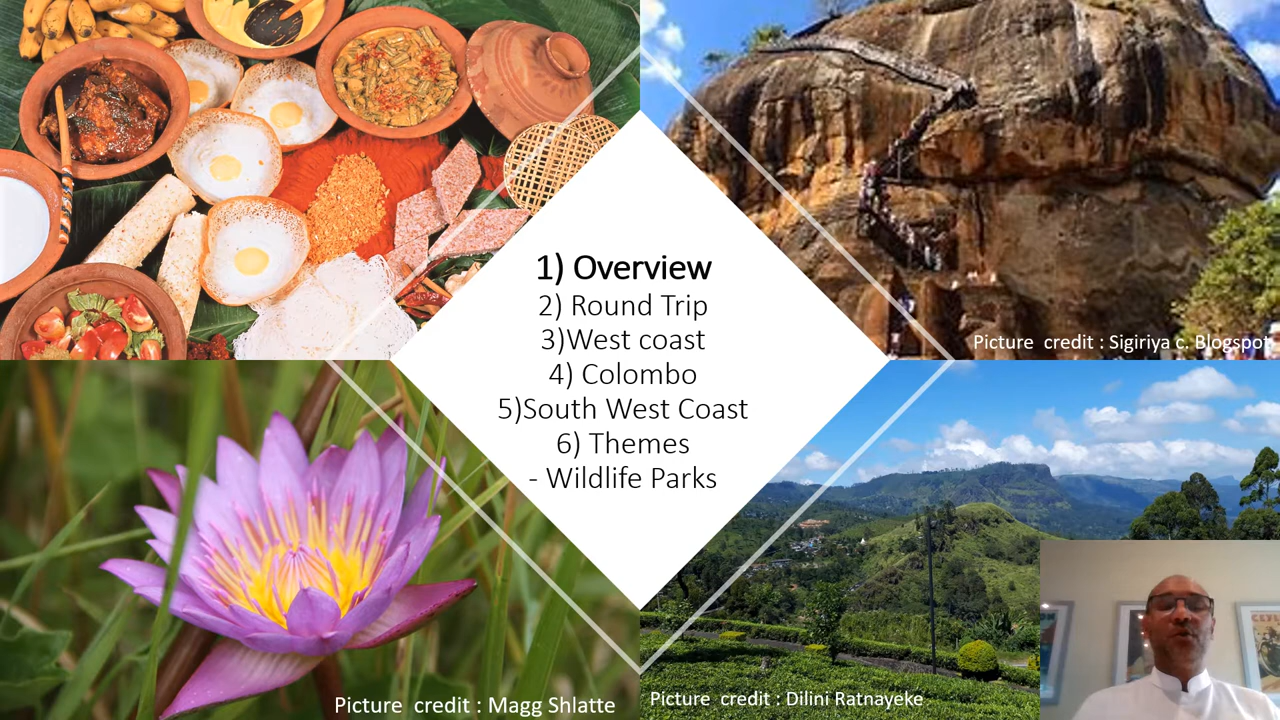 1) Overview
2) Round Trip
3)West coast
4) Colombo
5)South West Coast
6) Themes
- Wildlife Parks
Picture credit : Sigiriya c. Blogspot
Picture credit : Magg Shlatte
Picture credit : Dilini Ratnayeke